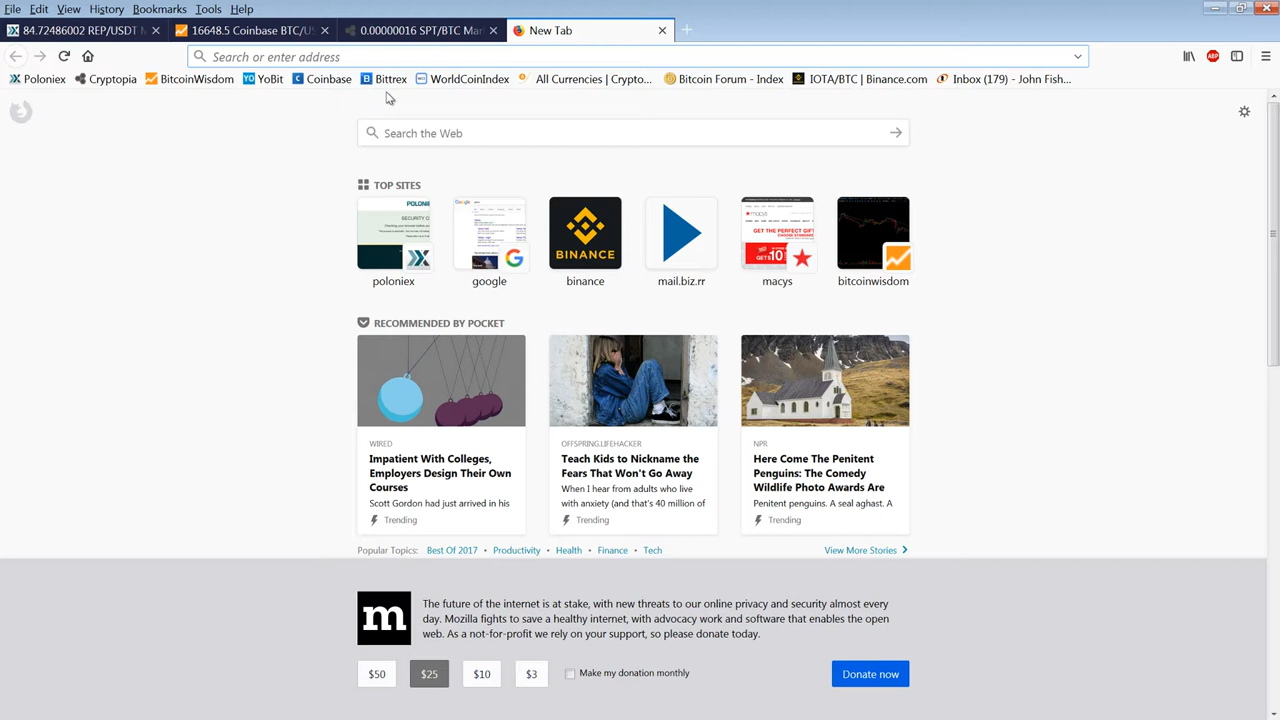 File Edit View History Bookmarks Tools Help
84.72486002 REP/USDT M
16648.5 Coinbase BTC/US
0.00000016 SPT/BTC Mar
New Tab
Search or enter address
ABP
Poloniex Cryptopia BitcoinWisdom YoBit Coinbase Bittrex WorldCoinIndex All Currencies | Crypto... Bitcoin Forum - Index IOTA/BTC | Binance.com Inbox (179) - John Fish...
Search the Web
TOP SITES
BINANCE
poloniex google binance mail.biz.rr macys bitcoinwisdom
RECOMMENDED BY POCKET
WIRED
Impatient With Colleges,
Employers Design Their Own
Courses
Scott Gordon had just arrived in his
Trending
OFFSPRING.LIFEHACKER
Teach Kids to Nickname the
Fears That Won't Go Away
When I hear from adults who live
with anxiety (and that's 40 million of
Trending
NPR
Here Come The Penitent
Penguins: The Comedy
Wildlife Photo Awards Are
Penitent penguins. A seal aghast. A
Trending
Popular Topics: Best Of 2017 • Productivity • Health • Finance • Tech
View More Stories
m
The future of the internet is at stake, with new threats to our online privacy and security almost every
day. Mozilla fights to save a healthy internet, with advocacy work and software that enables the open
web. As a not-for-profit we rely on your support, so please donate today.
$50 $25 $10 $3 Make my donation monthly Donate now